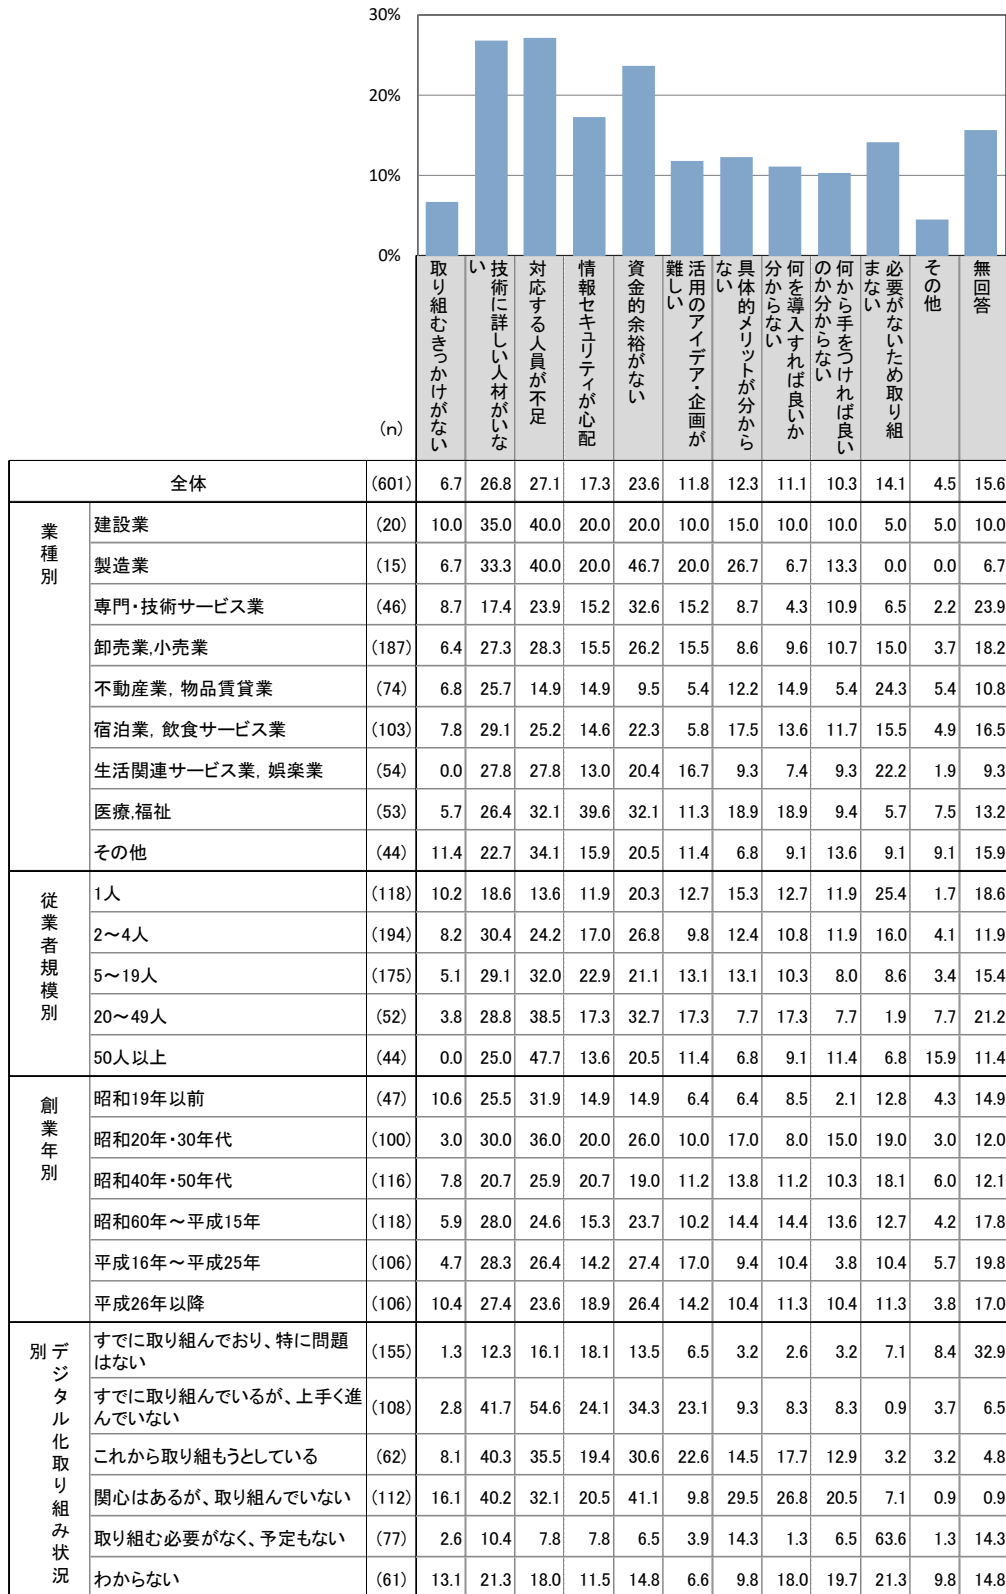 30%
20%
10%
0%
(n)
取り組むきっかけがない
技術に詳しい人材がいな
い
対応する人員が不足
情報セキュリティが心配
資金的余裕がない
活用のアイデア・企画が
難しい
具体的メリットが分から
ない
何を導入すれば良いか
分からない
何から手をつければ良い
のか分からない
必要がないため取り組
まない
その他
無回答
全体 (601) 6.7 26.8 27.1 17.3 23.6 11.8 12.3 11.1 10.3 14.1 4.5 15.6
業種別
建設業 (20) 10.0 35.0 40.0 20.0 20.0 10.0 15.0 10.0 10.0 5.0 5.0 10.0
製造業 (15) 6.7 33.3 40.0 20.0 46.7 20.0 26.7 6.7 13.3 0.0 0.0 6.7
専門・技術サービス業 (46) 8.7 17.4 23.9 15.2 32.6 15.2 8.7 4.3 10.9 6.5 2.2 23.9
卸売業,小売業 (187) 6.4 27.3 28.3 15.5 26.2 15.5 8.6 9.6 10.7 15.0 3.7 18.2
不動産業, 物品賃貸業 (74) 6.8 25.7 14.9 14.9 9.5 5.4 12.2 14.9 5.4 24.3 5.4 10.8
宿泊業, 飲食サービス業 (103) 7.8 29.1 25.2 14.6 22.3 5.8 17.5 13.6 11.7 15.5 4.9 16.5
生活関連サービス業, 娯楽業 (54) 0.0 27.8 27.8 13.0 20.4 16.7 9.3 7.4 9.3 22.2 1.9 9.3
医療,福祉 (53) 5.7 26.4 32.1 39.6 32.1 11.3 18.9 18.9 9.4 5.7 7.5 13.2
その他 (44) 11.4 22.7 34.1 15.9 20.5 11.4 6.8 9.1 13.6 9.1 9.1 15.9
従業者規模別
1人 (118) 10.2 18.6 13.6 11.9 20.3 12.7 15.3 12.7 11.9 25.4 1.7 18.6
2～4人 (194) 8.2 30.4 24.2 17.0 26.8 9.8 12.4 10.8 11.9 16.0 4.1 11.9
5～19人 (175) 5.1 29.1 32.0 22.9 21.1 13.1 13.1 10.3 8.0 8.6 3.4 15.4
20～49人 (52) 3.8 28.8 38.5 17.3 32.7 17.3 7.7 17.3 7.7 1.9 7.7 21.2
50人以上 (44) 0.0 25.0 47.7 13.6 20.5 11.4 6.8 9.1 11.4 6.8 15.9 11.4
創業年別
昭和19年以前 (47) 10.6 25.5 31.9 14.9 14.9 6.4 6.4 8.5 2.1 12.8 4.3 14.9
昭和20年・30年代 (100) 3.0 30.0 36.0 20.0 26.0 10.0 17.0 8.0 15.0 19.0 3.0 12.0
昭和40年・50年代 (116) 7.8 20.7 25.9 20.7 19.0 11.2 13.8 11.2 10.3 18.1 6.0 12.1
昭和60年～平成15年 (118) 5.9 28.0 24.6 15.3 23.7 10.2 14.4 14.4 13.6 12.7 4.2 17.8
平成16年～平成25年 (106) 4.7 28.3 26.4 14.2 27.4 17.0 9.4 10.4 3.8 10.4 5.7 19.8
平成26年以降 (106) 10.4 27.4 23.6 18.9 26.4 14.2 10.4 11.3 10.4 11.3 3.8 17.0
デジタル化取り組み状況
別
すでに取り組んでおり、特に問題
はない (155) 1.3 12.3 16.1 18.1 13.5 6.5 3.2 2.6 3.2 7.1 8.4 32.9
すでに取り組んでいるが、上手く進
んでいない (108) 2.8 41.7 54.6 24.1 34.3 23.1 9.3 8.3 8.3 0.9 3.7 6.5
これから取り組もうとしている (62) 8.1 40.3 35.5 19.4 30.6 22.6 14.5 17.7 12.9 3.2 3.2 4.8
関心はあるが、取り組んでいない (112) 16.1 40.2 32.1 20.5 41.1 9.8 29.5 26.8 20.5 7.1 0.9 0.9
取り組む必要がなく、予定もない (77) 2.6 10.4 7.8 7.8 6.5 3.9 14.3 1.3 6.5 63.6 1.3 14.3
わからない (61) 13.1 21.3 18.0 11.5 14.8 6.6 9.8 18.0 19.7 21.3 9.8 14.8